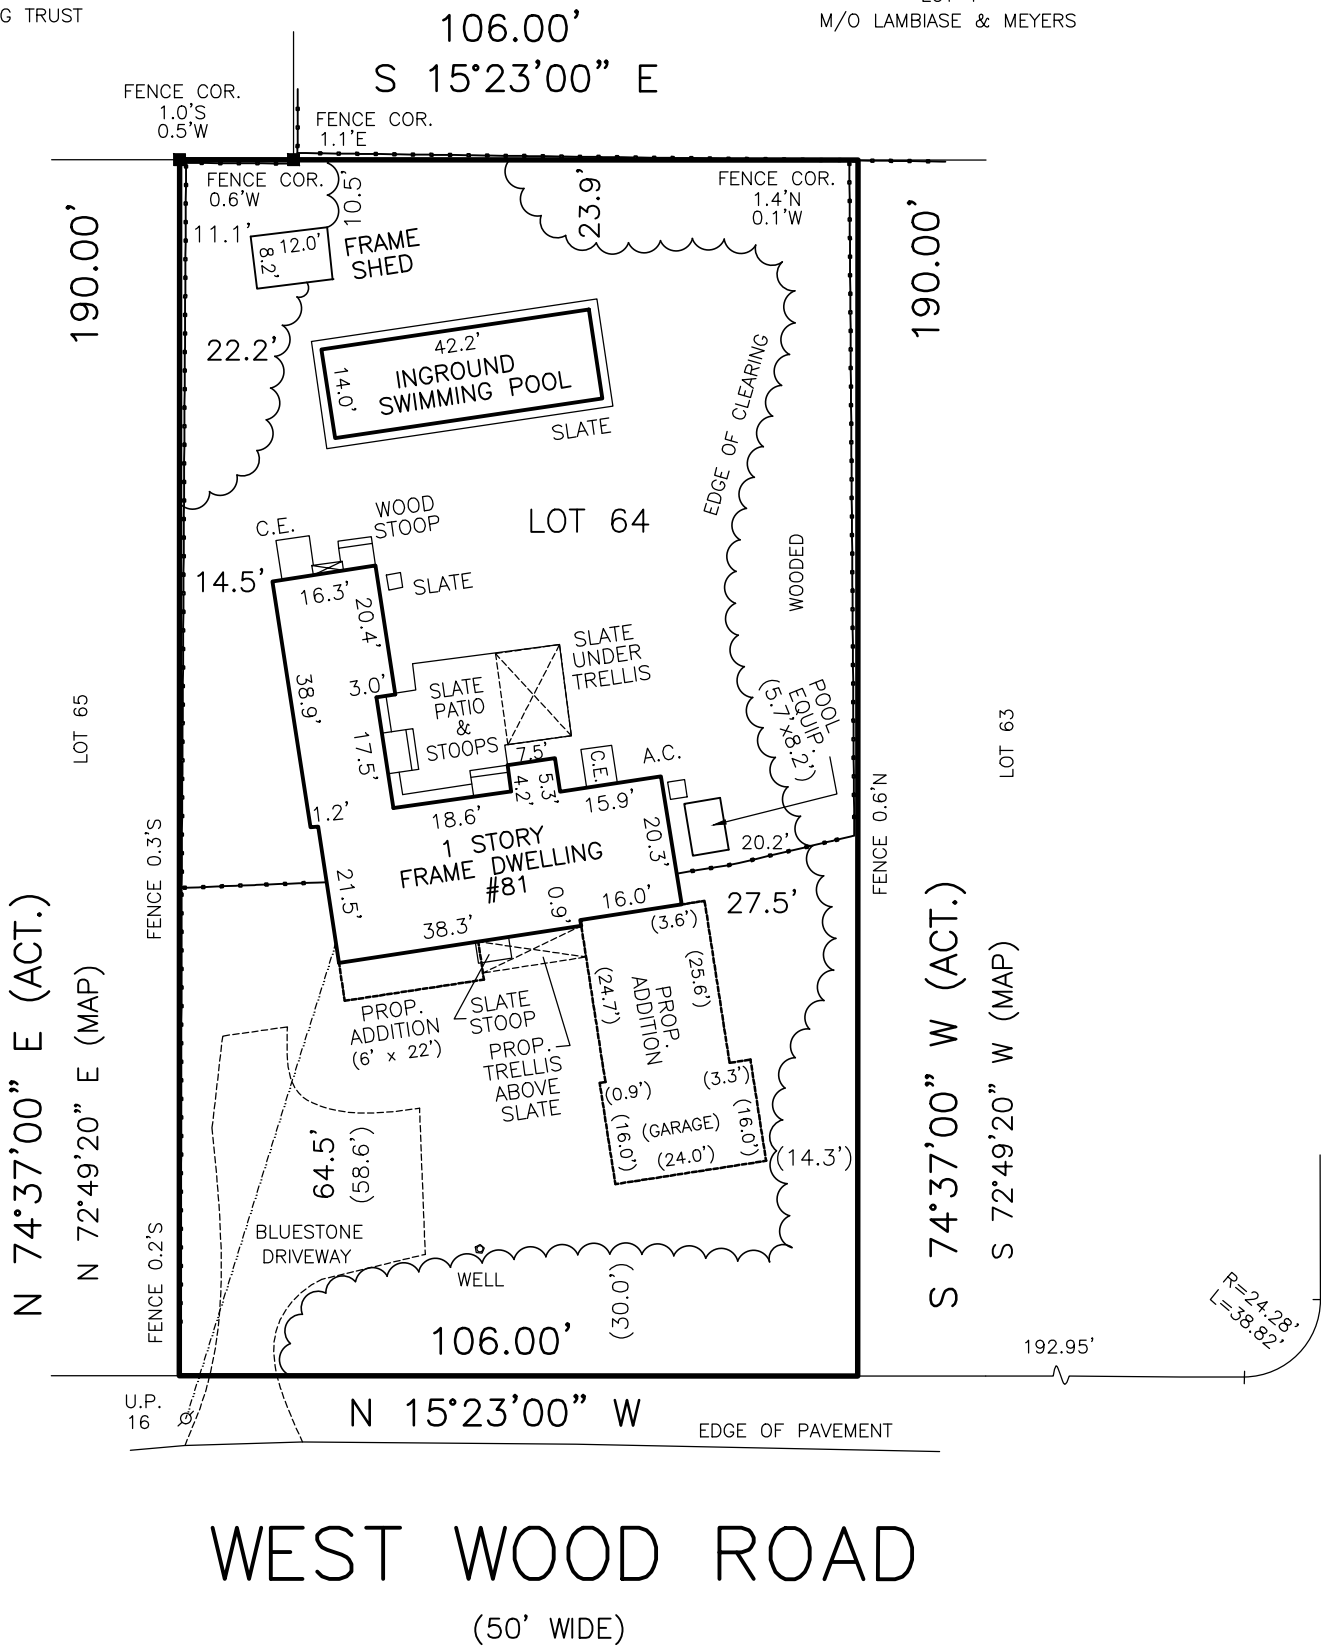 G TRUST
M/O LAMBIASE & MEYERS
106.00'
S 15°23'00" E
FENCE COR.
1.0'S
0.5'W
FENCE COR.
1.1'E
FENCE COR.
0.6'W
10.5'
23.9'
FENCE COR.
1.4'N
0.1'W
190.00'
190.00'
11.1'
12.0'
8.2'
FRAME
SHED
22.2'
42.2'
14.0'
INGROUND
SWIMMING POOL
SLATE
EDGE OF CLEARING
WOOD
STOOP
C.E.
LOT 64
WOODED
14.5'
16.3'
SLATE
20.4'
SLATE
UNDER
TRELLIS
38.9'
3.0'
SLATE
PATIO
&
STOOPS
17.5'
POOL
EQUIP.
(5.7'x8.2')
LOT 65
LOT 63
7.5'
C.E.
A.C.
4.2'
5.3'
15.9'
1.2'
18.6'
20.3'
20.2'
1 STORY
FRAME DWELLING
#81
FENCE 0.3'S
FENCE 0.6'N
21.5'
0.9'
16.0'
27.5'
38.3'
(3.6')
(24.7')
(25.6')
PROP.
ADDITION
PROP.
ADDITION
(6' x 22')
SLATE
STOOP
PROP.
TRELLIS
ABOVE
SLATE
(0.9')
(3.3')
(16.0')
(GARAGE)
(16.0')
(24.0')
(14.3')
64.5'
(58.6')
N 74°37'00" E (ACT.)
N 72°49'20" E (MAP)
S 74°37'00" W (ACT.)
S 72°49'20" W (MAP)
BLUESTONE
DRIVEWAY
WELL
FENCE 0.2'S
(30.0')
106.00'
R=24.28'
L=38.82'
192.95'
U.P.
16
N 15°23'00" W
EDGE OF PAVEMENT
WEST WOOD ROAD
(50' WIDE)